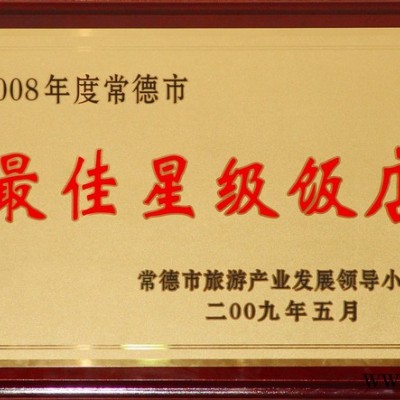 008年度常德市
最佳星级饭店
常德市旅游产业发展领导小
二00九年五月